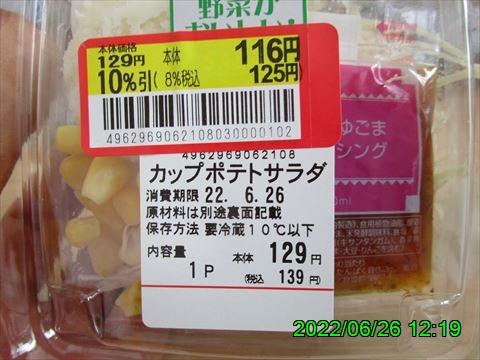 野菜が
本体価格
129円
10%引
本体 116円
(8%税込 125円)
4962969062108030000102
4962969062108
カップポテトサラダ
消費期限 22. 6.26
原材料は別途裏面記載
保存方法 要冷蔵10℃以下
内容量
1P
本体 129円
(税込 139円)
ゆごま
シング
2022/06/26 12:19